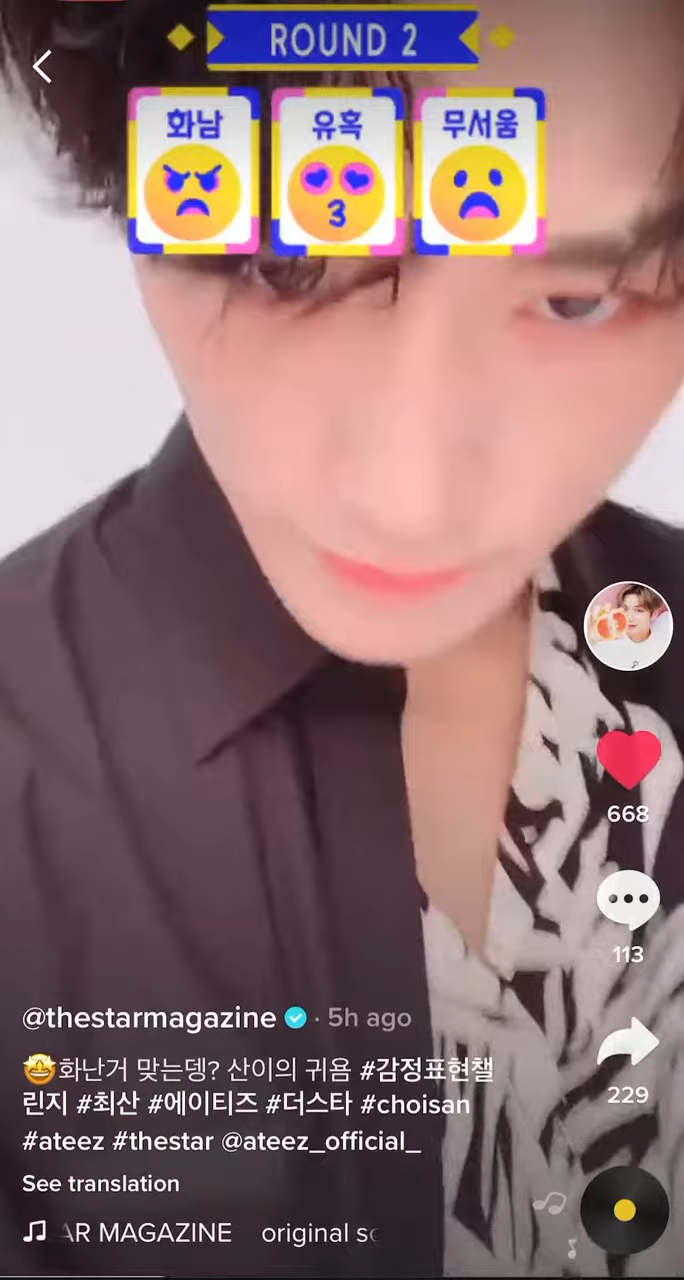 ROUND 2
화남 유혹 무서움
668
113
@thestarmagazine · 5h ago
화난거 맞는뎅? 산이의 귀욤 #감정표현챌
린지 #최산 #에이티즈 #더스타 #choisan
#ateez #thestar @ateez_official_
229
See translation
AR MAGAZINE original so